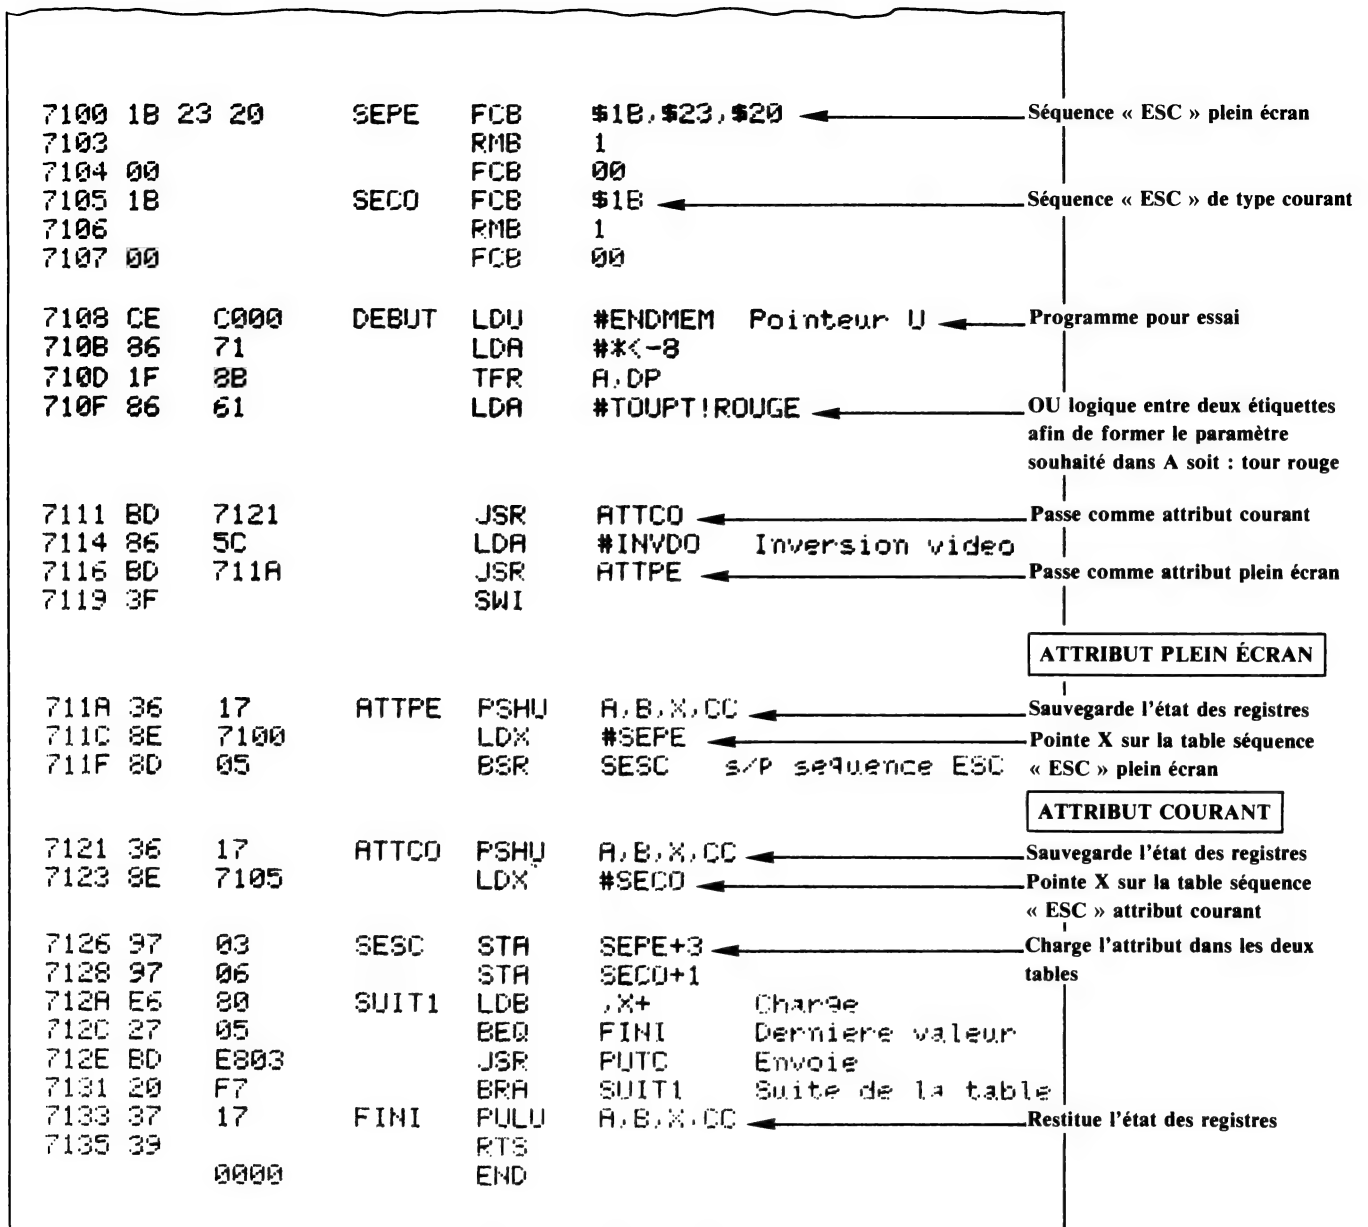 7100 1B 23 20 SEPE FCB $1B,$23,$20 Séquence « ESC » plein écran
7103 RMB 1
7104 00 FCB 00
7105 1B SECO FCB $1B Séquence « ESC » de type courant
7106 RMB 1
7107 00 FCB 00
7108 CE C000 DEBUT LDU #ENDMEM Pointeur U Programme pour essai
710B 86 71 LDA #*<-8
710D 1F 8B TFR A,DP
710F 86 61 LDA #TOUPT!ROUGE OU logique entre deux étiquettes
afin de former le paramètre
souhaité dans A soit : tour rouge
7111 BD 7121 JSR ATTCO Passe comme attribut courant
7114 86 5C LDA #INVDO Inversion video
7116 BD 711A JSR ATTPE Passe comme attribut plein écran
7119 3F SWI
ATTRIBUT PLEIN ÉCRAN
711A 36 17 ATTPE PSHU A,B,X,CC Sauvegarde l'état des registres
711C 8E 7100 LDX #SEPE Pointe X sur la table séquence
711F 8D 05 BSR SESC s/p sequence ESC « ESC » plein écran
ATTRIBUT COURANT
7121 36 17 ATTCO PSHU A,B,X,CC Sauvegarde l'état des registres
7123 8E 7105 LDX #SECO Pointe X sur la table séquence
« ESC » attribut courant
7126 97 03 SESC STA SEPE+3 Charge l'attribut dans les deux
7128 97 06 STA SECO+1 tables
712A E6 80 SUIT1 LDB ,X+ Charge
712C 27 05 BEQ FINI Derniere valeur
712E BD E803 JSR PUTC Envoie
7131 20 F7 BRA SUIT1 Suite de la table
7133 37 17 FINI PULU A,B,X,CC Restitue l'état des registres
7135 39 RTS
0000 END